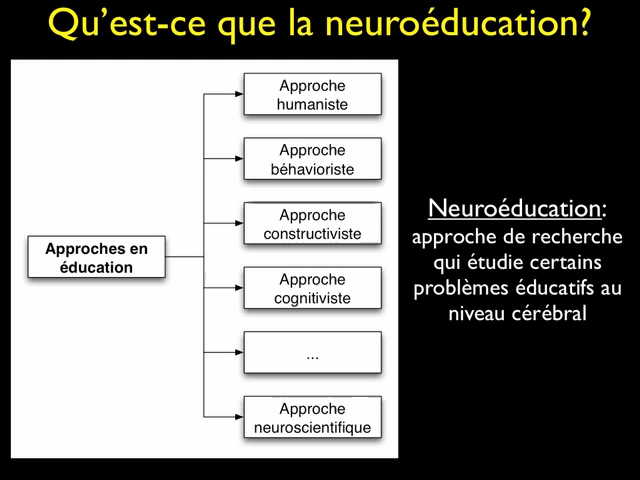 Qu'est-ce que la neuroéducation?
Approches en
éducation
Approche
humaniste
Approche
béhavioriste
Approche
constructiviste
Approche
cognitiviste
...
Approche
neuroscientifique
Neuroéducation:
approche de recherche
qui étudie certains
problèmes éducatifs au
niveau cérébral